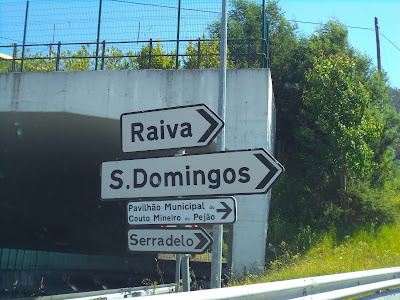 Raiva
S. Domingos
Pavilhão Municipal do
Couto Mineiro do Pejão
Serradelo